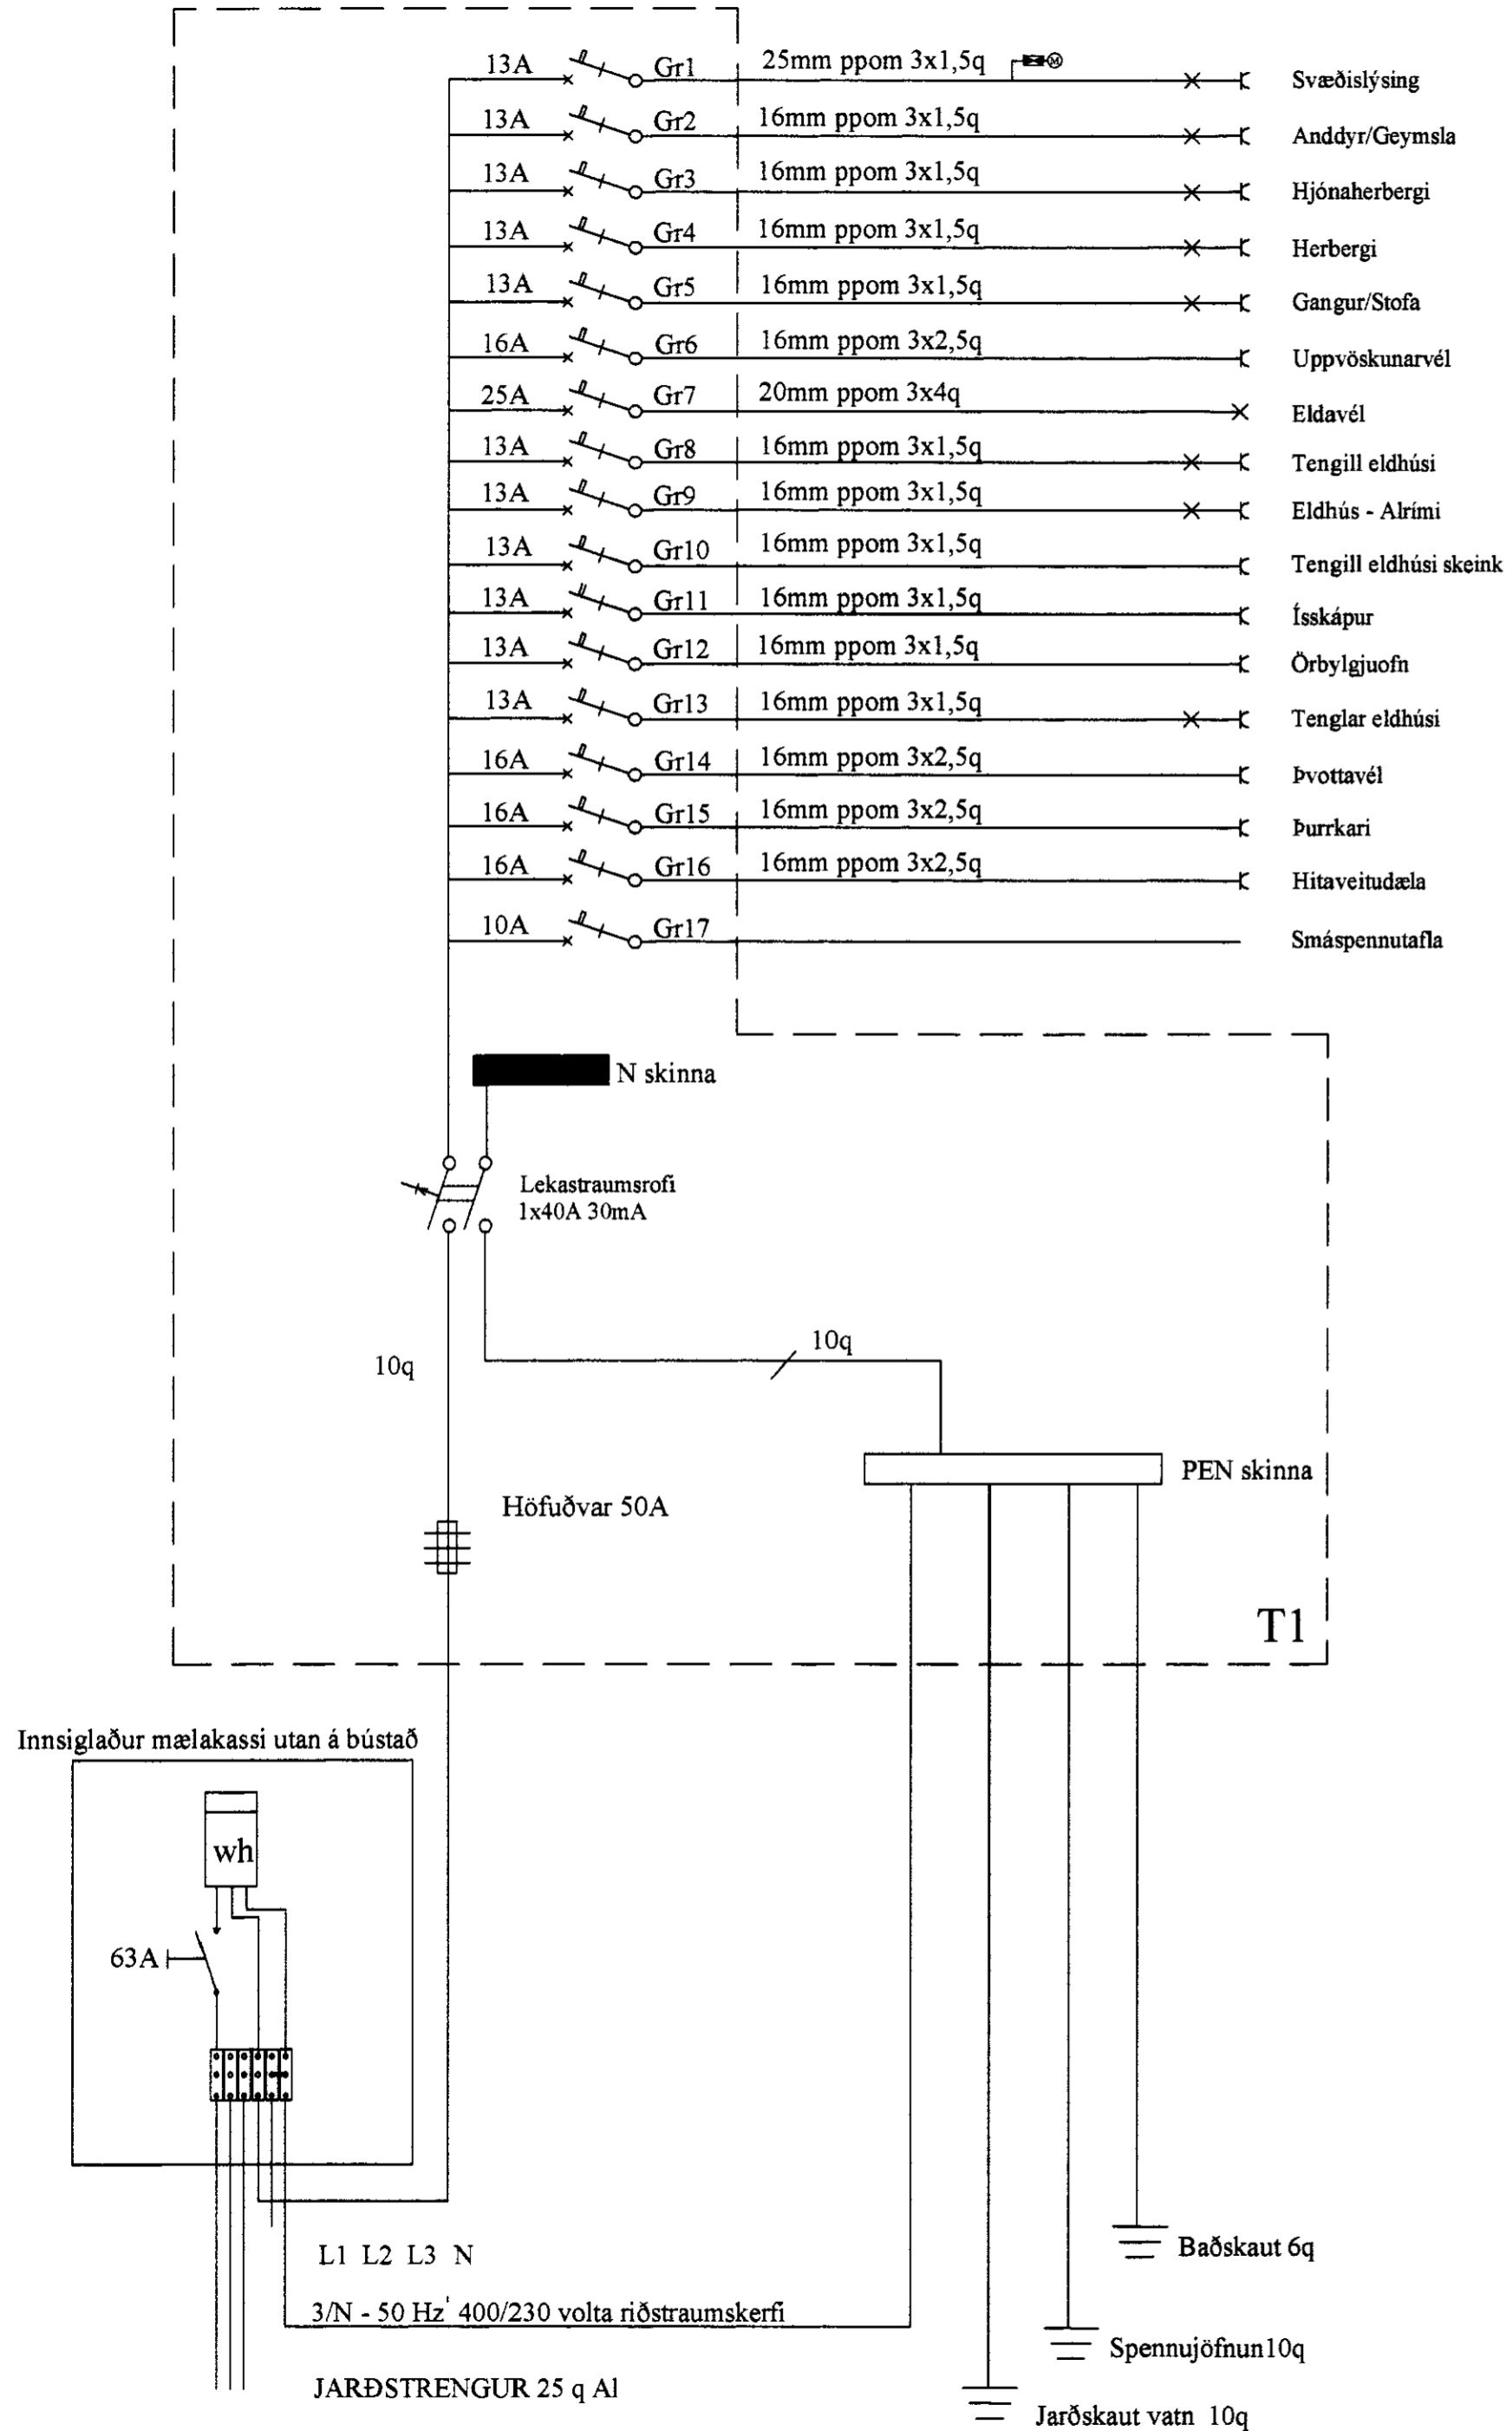 13A Gr1 25mm ppom 3x1,5q M Svæðislýsing
13A Gr2 16mm ppom 3x1,5q Anddyr/Geymsla
13A Gr3 16mm ppom 3x1,5q Hjónaherbergi
13A Gr4 16mm ppom 3x1,5q Herbergi
13A Gr5 16mm ppom 3x1,5q Gangur/Stofa
16A Gr6 16mm ppom 3x2,5q Uppvöskunarvél
25A Gr7 20mm ppom 3x4q Eldavél
13A Gr8 16mm ppom 3x1,5q Tengill eldhúsi
13A Gr9 16mm ppom 3x1,5q Eldhús - Alrími
13A Gr10 16mm ppom 3x1,5q Tengill eldhúsi skeink
13A Gr11 16mm ppom 3x1,5q Ísskápur
13A Gr12 16mm ppom 3x1,5q Örbylgjuofn
13A Gr13 16mm ppom 3x1,5q Tenglar eldhúsi
16A Gr14 16mm ppom 3x2,5q Þvottavél
16A Gr15 16mm ppom 3x2,5q Þurrkari
16A Gr16 16mm ppom 3x2,5q Hitaveitudæla
10A Gr17 Smáspennutafla
N skinna
Lekastraumsrofi
1x40A 30mA
10q
10q
PEN skinna
Höfuðvar 50A
T1
Innsiglaður mælakassi utan á bústað
wh
63A
Baðskaut 6q
L1 L2 L3 N
3/N - 50 Hz' 400/230 volta riðstraumskerfi
Spennujöfnun10q
JARÐSTRENGUR 25 q Al
Jarðskaut vatn 10q